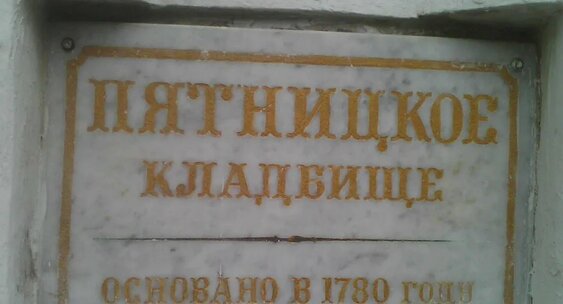 ПЯТНИЦКОЕ
КЛАДБИЩЕ
ОСНОВАНО В 1780 ГОДУ